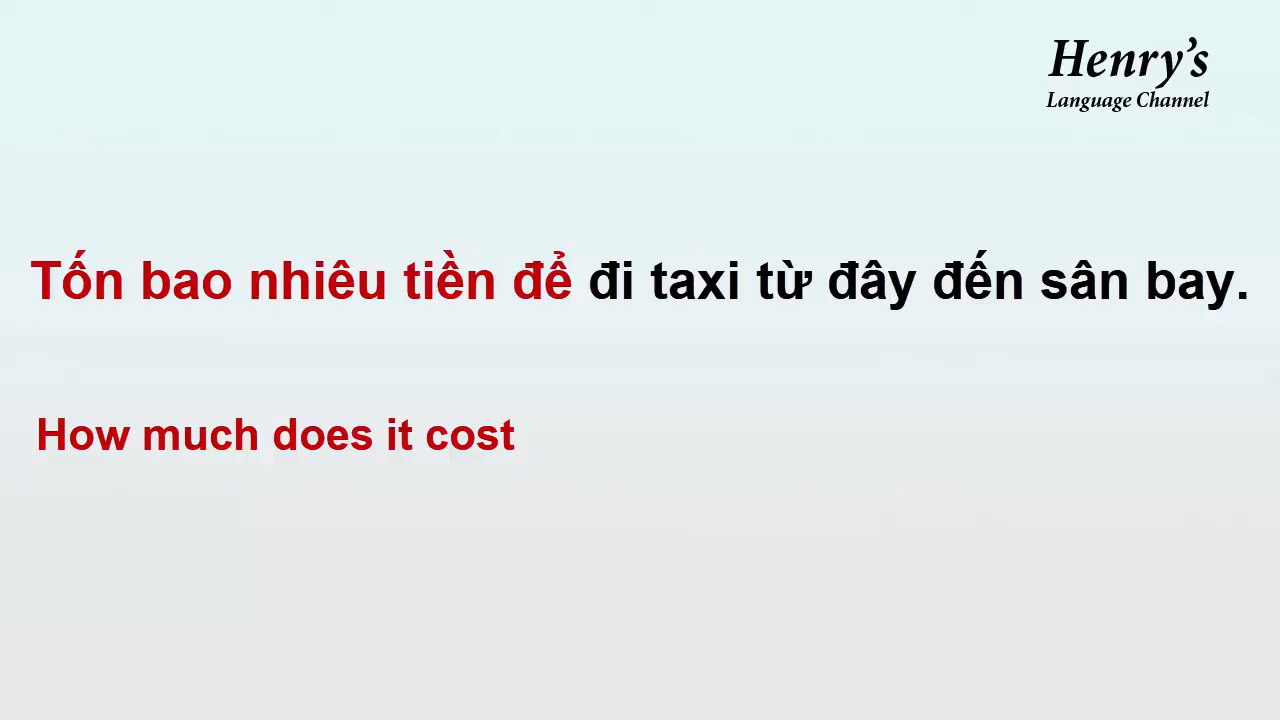 Henry's
Language Channel
Tốn bao nhiêu tiền để đi taxi từ đây đến sân bay.
How much does it cost